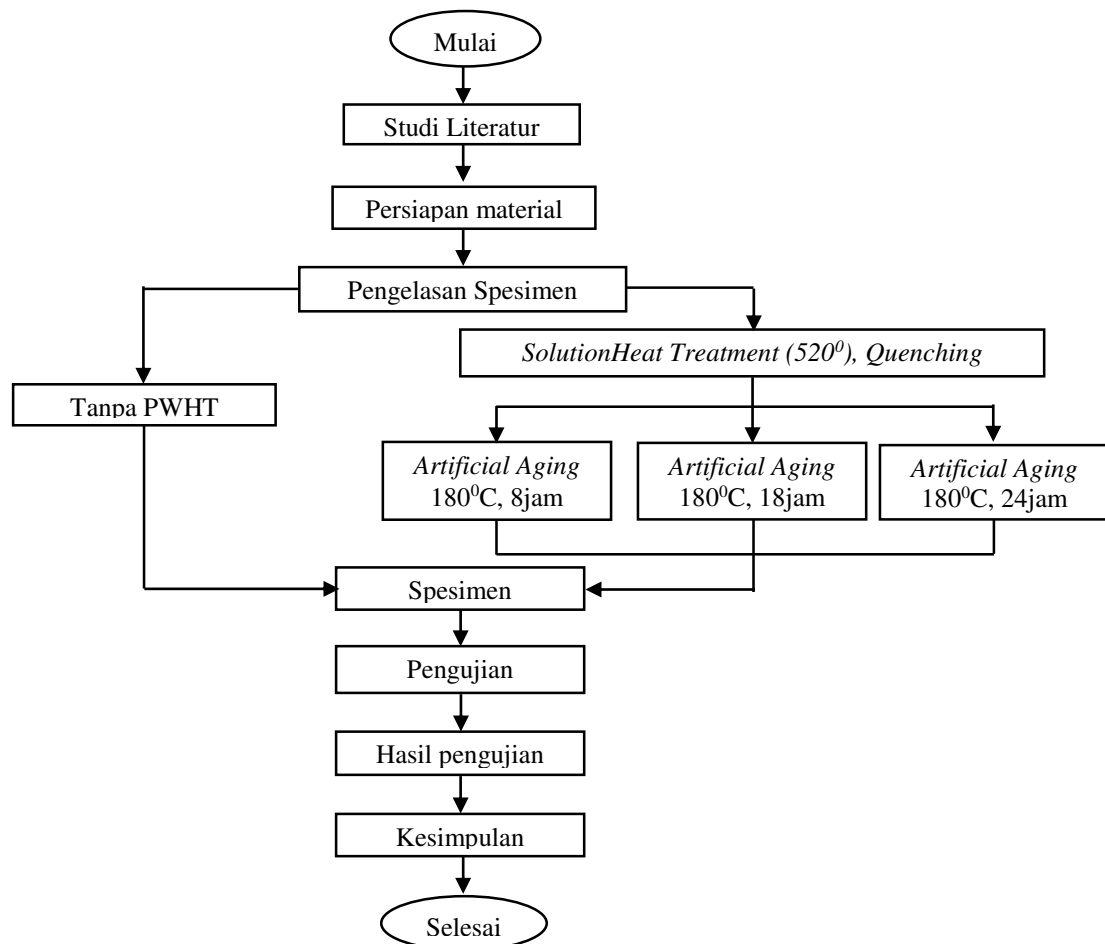 Mulai
Studi Literatur
Persiapan material
Pengelasan Spesimen
SolutionHeat Treatment (520⁰), Quenching
Tanpa PWHT
Artificial Aging
180⁰C, 8jam
Artificial Aging
180⁰C, 18jam
Artificial Aging
180⁰C, 24jam
Spesimen
Pengujian
Hasil pengujian
Kesimpulan
Selesai